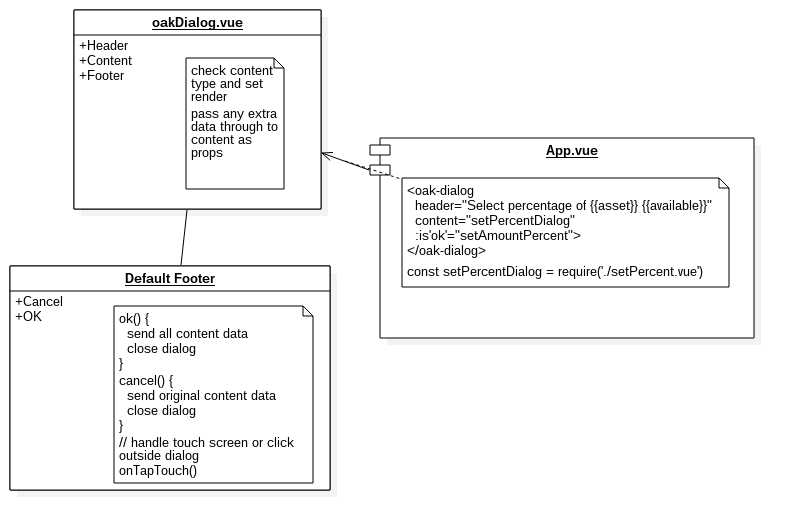 oakDialog.vue
+Header
+Content
+Footer
check content
type and set
render
pass any extra
data through to
content as
props
App.vue
<oak-dialog
header="Select percentage of {{asset}} {{available}}"
content="setPercentDialog"
:is'ok'="setAmountPercent">
</oak-dialog>
const setPercentDialog = require('./setPercent.vue')
Default Footer
+Cancel
+OK
ok() {
send all content data
close dialog
}
cancel() {
send original content data
close dialog
}
// handle touch screen or click
outside dialog
onTapTouch()